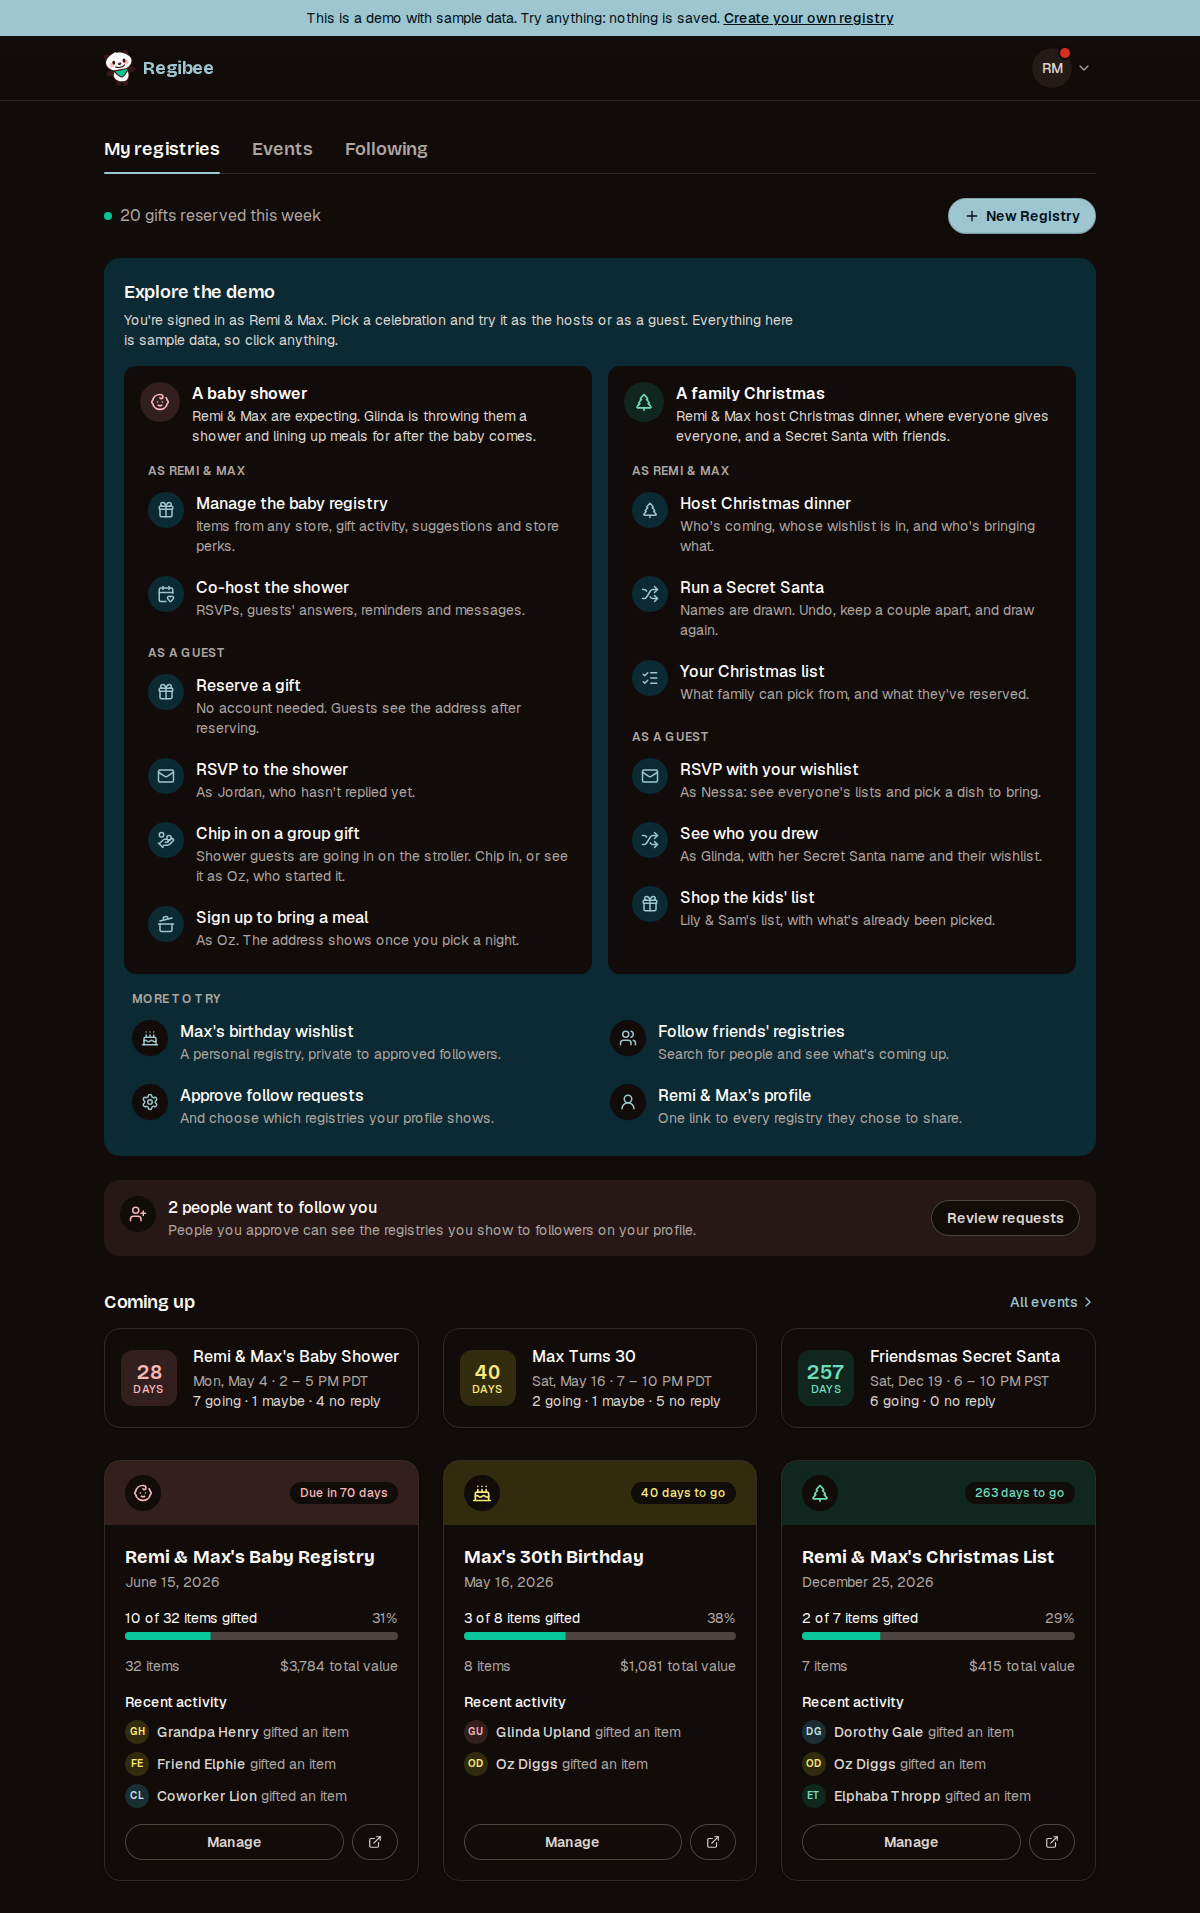 This is a demo with sample data. Try anything: nothing is saved. Create your own registry
Regibee
RM
My registries
Events
Following
20 gifts reserved this week
New Registry
Explore the demo
You're signed in as Remi & Max. Pick a celebration and try it as the hosts or as a guest. Everything here
is sample data, so click anything.
A baby shower
Remi & Max are expecting. Glinda is throwing them a
shower and lining up meals for after the baby comes.
AS REMI & MAX
Manage the baby registry
Items from any store, gift activity, suggestions and store
perks.
Co-host the shower
RSVPs, guests' answers, reminders and messages.
AS A GUEST
Reserve a gift
No account needed. Guests see the address after
reserving.
RSVP to the shower
As Jordan, who hasn't replied yet.
Chip in on a group gift
Shower guests are going in on the stroller. Chip in, or see
it as Oz, who started it.
Sign up to bring a meal
As Oz. The address shows once you pick a night.
A family Christmas
Remi & Max host Christmas dinner, where everyone gives
everyone, and a Secret Santa with friends.
AS REMI & MAX
Host Christmas dinner
Who's coming, whose wishlist is in, and who's bringing
what.
Run a Secret Santa
Names are drawn. Undo, keep a couple apart, and draw
again.
Your Christmas list
What family can pick from, and what they've reserved.
AS A GUEST
RSVP with your wishlist
As Nessa: see everyone's lists and pick a dish to bring.
See who you drew
As Glinda, with her Secret Santa name and their wishlist.
Shop the kids' list
Lily & Sam's list, with what's already been picked.
MORE TO TRY
Max's birthday wishlist
A personal registry, private to approved followers.
Follow friends' registries
Search for people and see what's coming up.
Approve follow requests
And choose which registries your profile shows.
Remi & Max's profile
One link to every registry they chose to share.
2 people want to follow you
People you approve can see the registries you show to followers on your profile.
Review requests
Coming up
All events
28
DAYS
Remi & Max's Baby Shower
Mon, May 4 · 2 – 5 PM PDT
7 going · 1 maybe · 4 no reply
40
DAYS
Max Turns 30
Sat, May 16 · 7 – 10 PM PDT
2 going · 1 maybe · 5 no reply
257
DAYS
Friendsmas Secret Santa
Sat, Dec 19 · 6 – 10 PM PST
6 going · 0 no reply
Due in 70 days
Remi & Max's Baby Registry
June 15, 2026
10 of 32 items gifted
31%
32 items
$3,784 total value
Recent activity
GH
Grandpa Henry gifted an item
FE
Friend Elphie gifted an item
CL
Coworker Lion gifted an item
Manage
40 days to go
Max's 30th Birthday
May 16, 2026
3 of 8 items gifted
38%
8 items
$1,081 total value
Recent activity
GU
Glinda Upland gifted an item
OD
Oz Diggs gifted an item
Manage
263 days to go
Remi & Max's Christmas List
December 25, 2026
2 of 7 items gifted
29%
7 items
$415 total value
Recent activity
DG
Dorothy Gale gifted an item
OD
Oz Diggs gifted an item
ET
Elphaba Thropp gifted an item
Manage